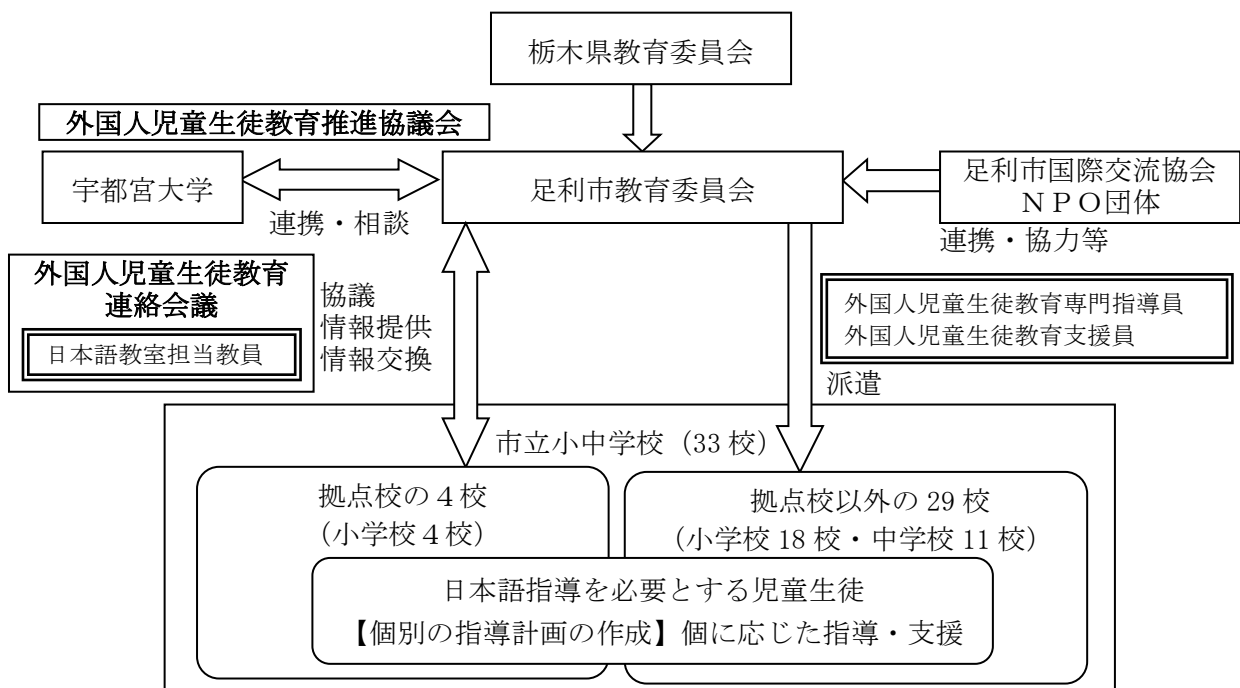 栃木県教育委員会
外国人児童生徒教育推進協議会
宇都宮大学
足利市教育委員会
足利市国際交流協会
ＮＰＯ団体
連携・相談
連携・協力等
外国人児童生徒教育
連絡会議
日本語教室担当教員
協議
情報提供
情報交換
外国人児童生徒教育専門指導員
外国人児童生徒教育支援員
派遣
市立小中学校（33 校）
拠点校の４校
（小学校４校）
拠点校以外の 29 校
（小学校 18 校・中学校 11 校）
日本語指導を必要とする児童生徒
【個別の指導計画の作成】個に応じた指導・支援